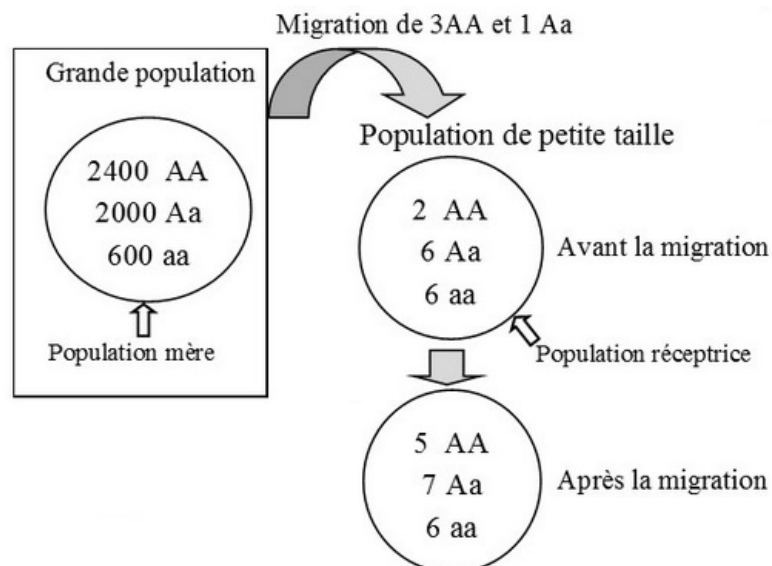 Migration de 3AA et 1 Aa
Grande population
2400 AA
2000 Aa
600 aa
Population mère
Population de petite taille
2 AA
6 Aa
6 aa
Avant la migration
Population réceptrice
5 AA
7 Aa
6 aa
Après la migration